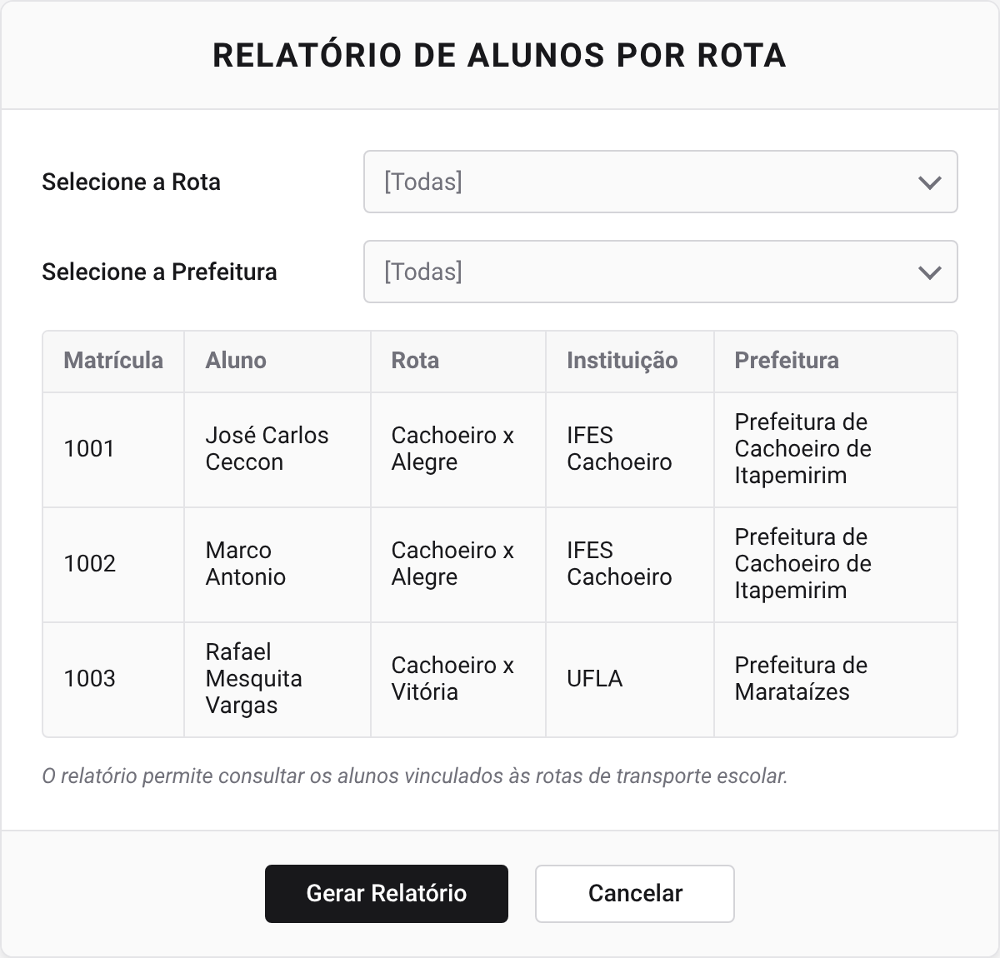 RELATÓRIO DE ALUNOS POR ROTA
Selecione a Rota
[Todas]
Selecione a Prefeitura
[Todas]
Matrícula Aluno Rota Instituição Prefeitura
1001
José Carlos
Ceccon
Cachoeiro x
Alegre
IFES
Cachoeiro
Prefeitura de
Cachoeiro de
Itapemirim
1002
Marco
Antonio
Cachoeiro x
Alegre
IFES
Cachoeiro
Prefeitura de
Cachoeiro de
Itapemirim
1003
Rafael
Mesquita
Vargas
Cachoeiro x
Vitória
UFLA
Prefeitura de
Marataízes
O relatório permite consultar os alunos vinculados às rotas de transporte escolar.
Gerar Relatório
Cancelar